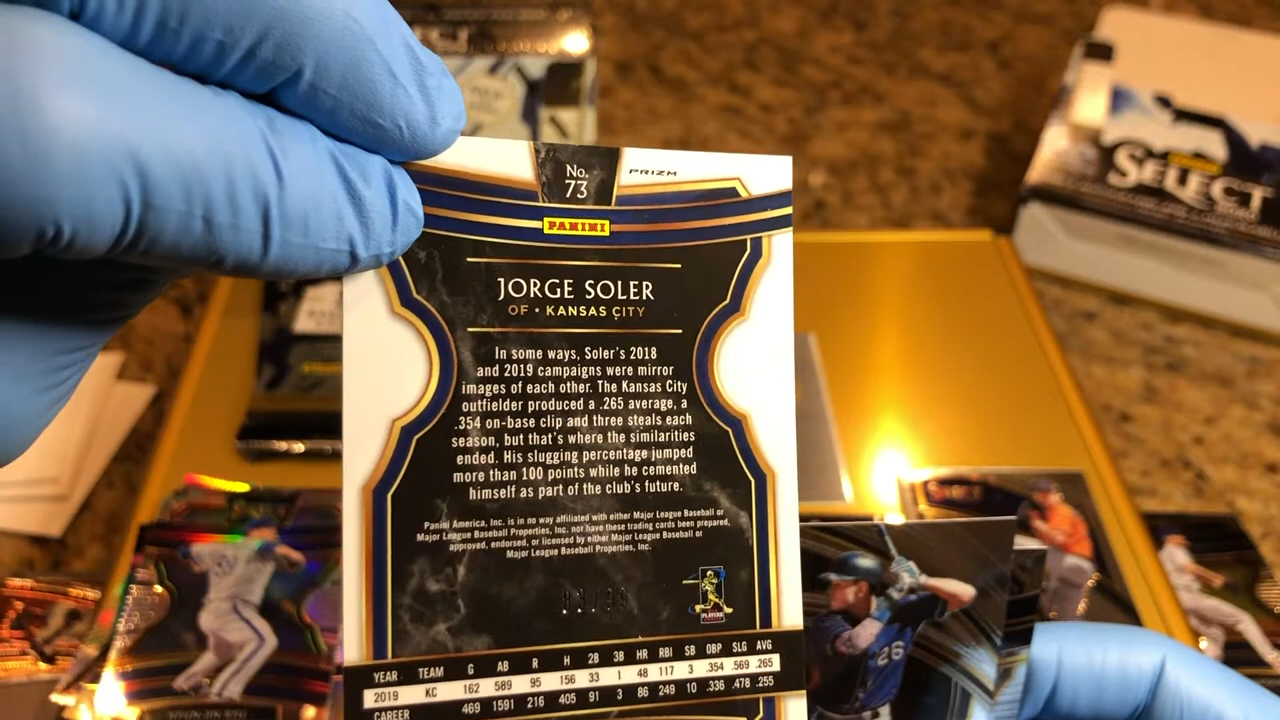 No.
73
PRIZM
PANINI
JORGE SOLER
OF • KANSAS CITY
In some ways, Soler's 2018
and 2019 campaigns were mirror
images of each other. The Kansas City
outfielder produced a .265 average, a
.354 on-base clip and three steals each
season, but that's where the similarities
ended. His slugging percentage jumped
more than 100 points while he cemented
himself as part of the club's future.
Panini America, Inc. is in no way affiliated with either Major League Baseball or
Major League Baseball Properties, Inc. nor have these trading cards been prepared,
approved, endorsed, or licensed by either Major League Baseball or
Major League Baseball Properties, Inc.
YEAR TEAM G AB R H 2B 3B HR RBI SB OBP SLG AVG
2019 KC 162 589 95 156 33 1 48 117 3 .354 .569 .265
CAREER 469 1591 216 405 91 3 86 249 10 .336 .478 .255
SELECT
26